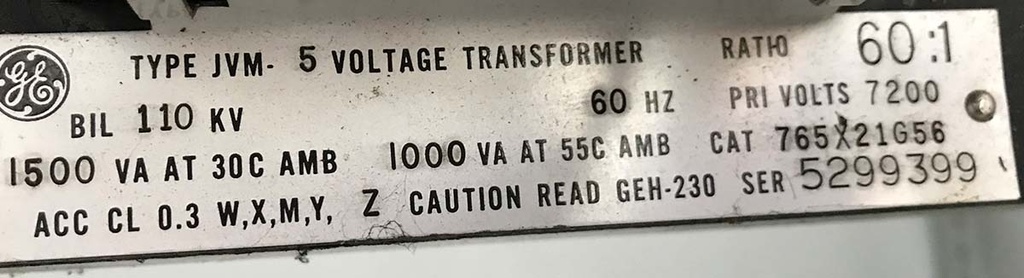 GE TYPE JVM- 5 VOLTAGE TRANSFORMER RATIO 60:1
BIL 110 KV 60 HZ PRI VOLTS 7200
1500 VA AT 30C AMB 1000 VA AT 55C AMB CAT 765X21G56
ACC CL 0.3 W,X,M,Y, Z CAUTION READ GEH-230 SER 5299399